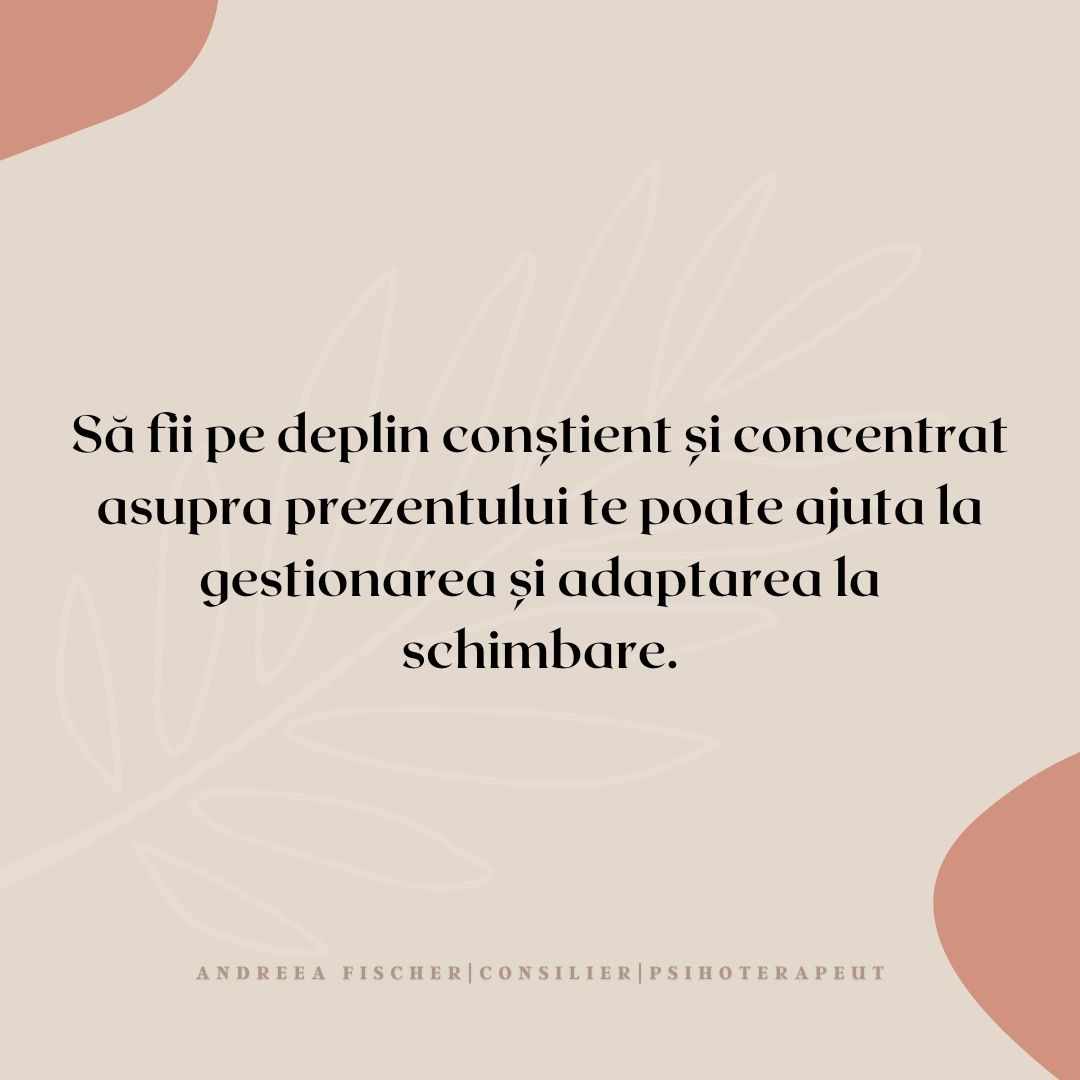 Să fii pe deplin conștient și concentrat
asupra prezentului te poate ajuta la
gestionarea și adaptarea la
schimbare.
ANDREEA FISCHER|CONSILIER|PSIHOTERAPEUT